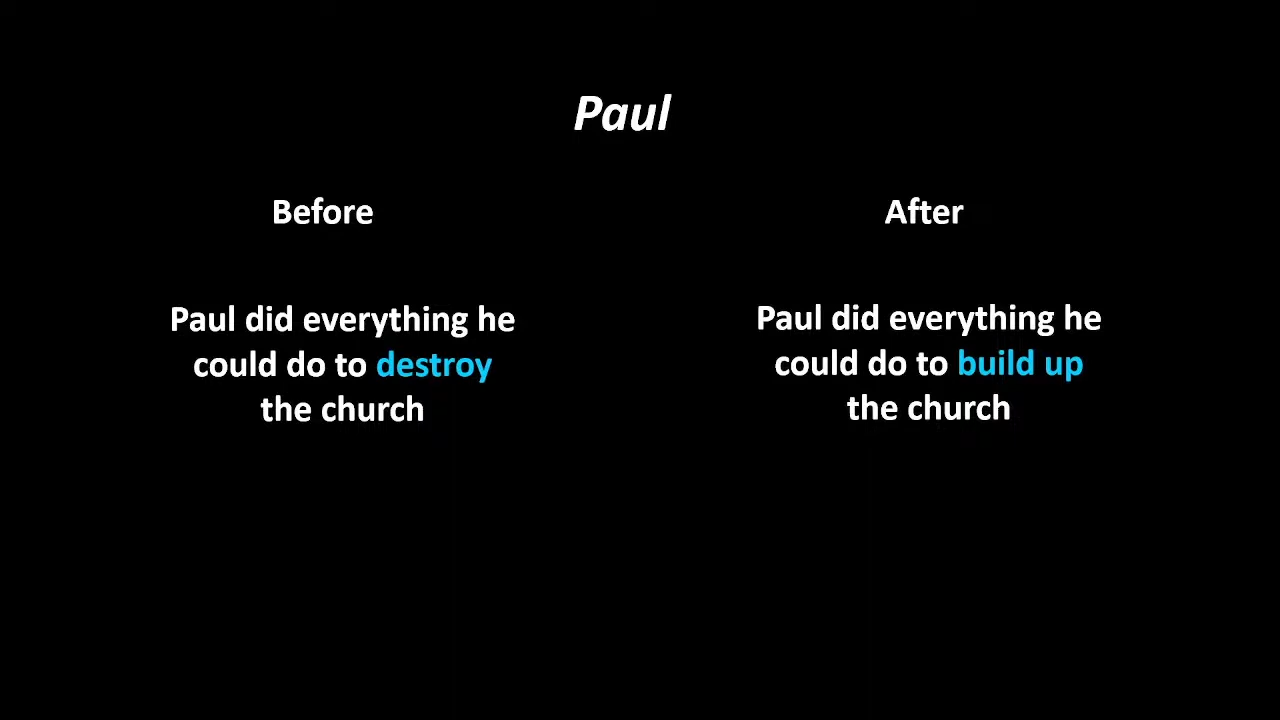 Paul
Before
Paul did everything he
could do to destroy
the church
After
Paul did everything he
could do to build up
the church